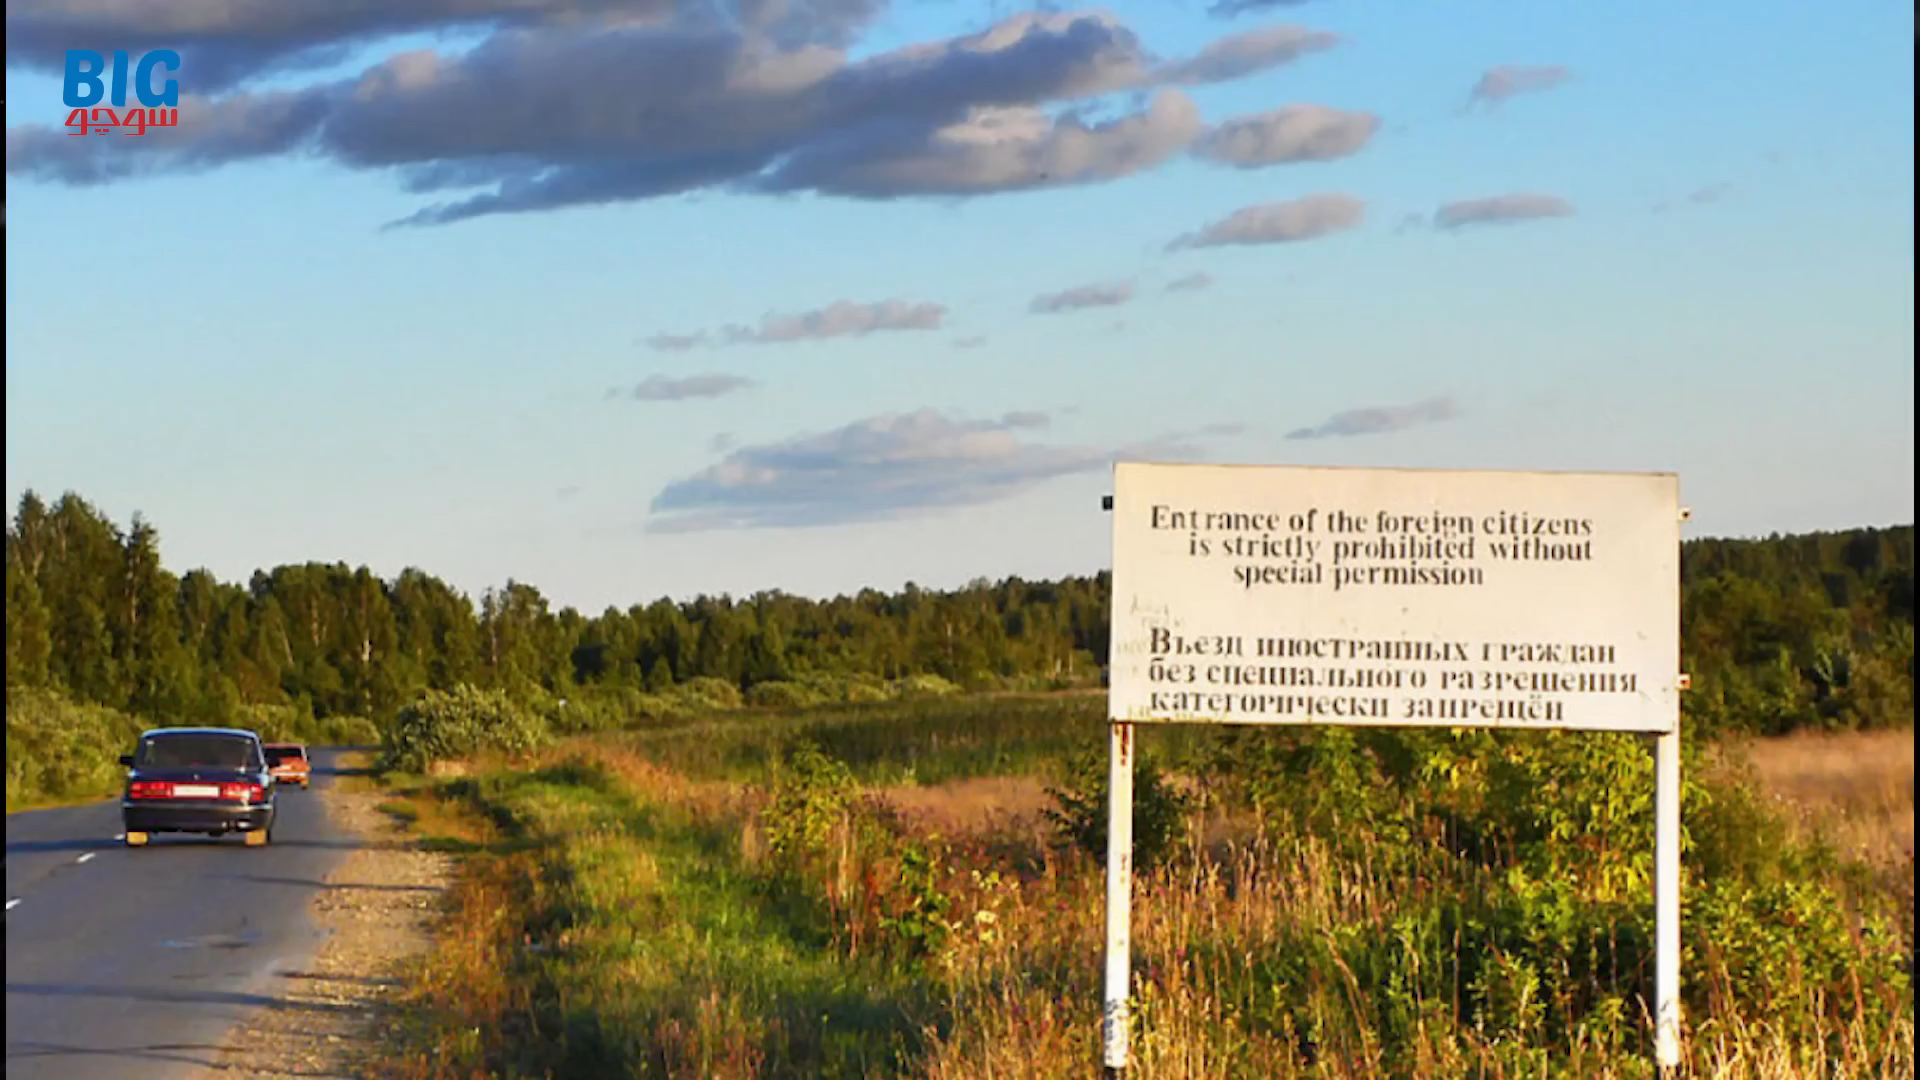 BIG
سوچو
Entrance of the foreign citizens
is strictly prohibited without
special permission
Въезд иностранных граждан
без специального разрешения
категорически запрещён